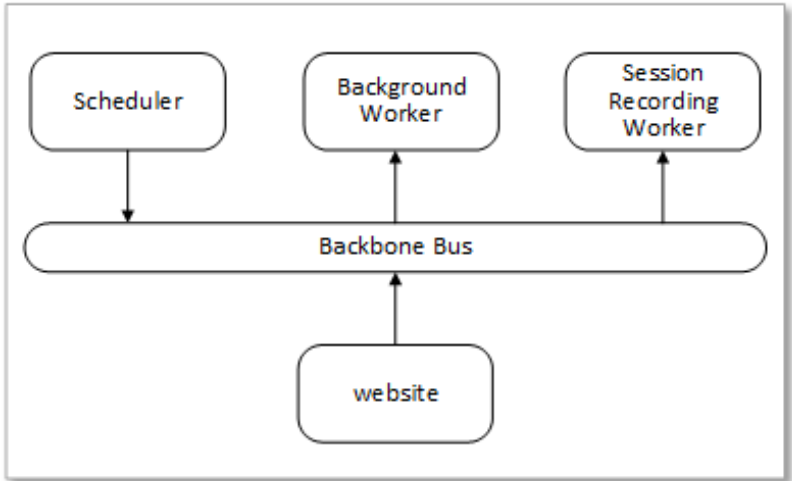 Scheduler
Background
Worker
Session
Recording
Worker
Backbone Bus
website